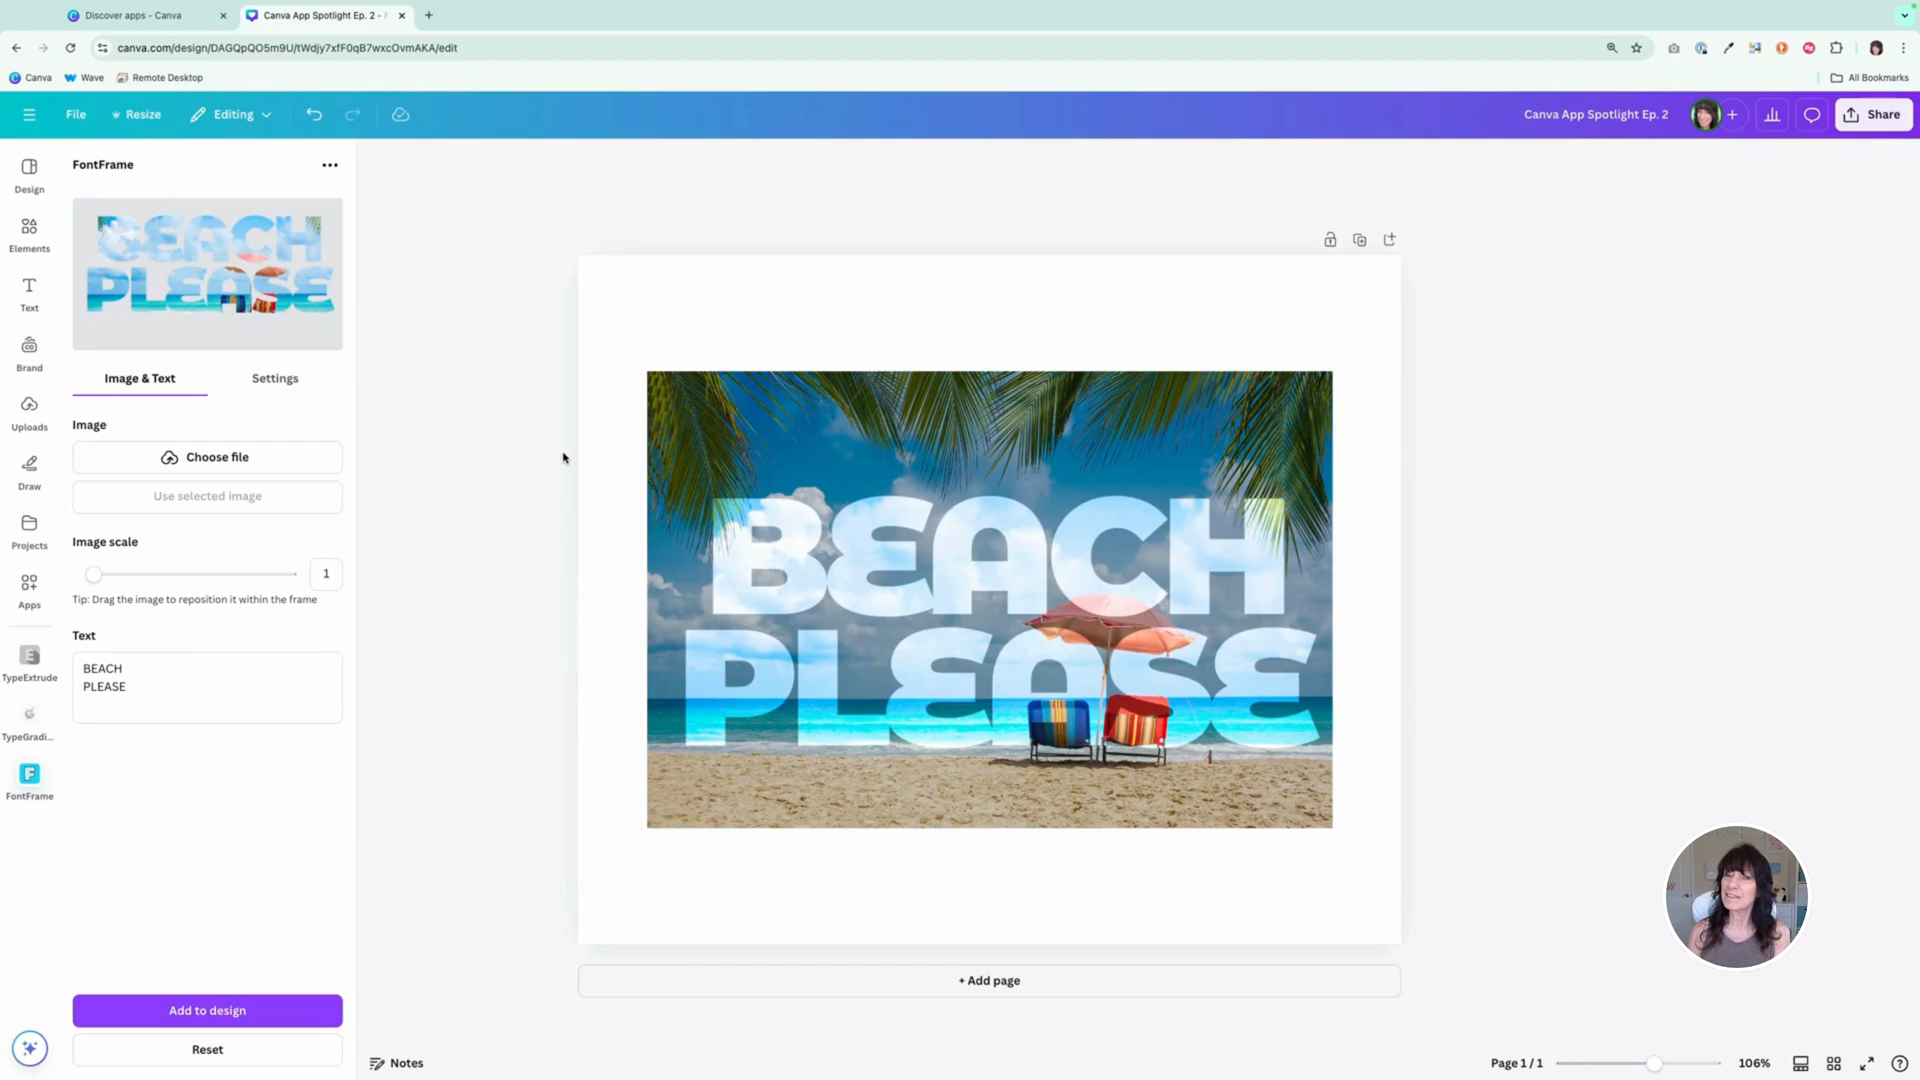 Discover apps - Canva
Canva App Spotlight Ep. 2 -
canva.com/design/DAGQpQO5m9U/tWdjy7xfF0qB7wxcOvmAKA/edit
Canva
Wave
Remote Desktop
All Bookmarks
File
Resize
Editing
Canva App Spotlight Ep. 2
Share
Design
Elements
Text
Brand
Uploads
Draw
Projects
Apps
TypeExtrude
TypeGradi...
FontFrame
FontFrame
BEACH
PLEASE
Image & Text
Settings
Image
Choose file
Use selected image
Image scale
1
Tip: Drag the image to reposition it within the frame
Text
BEACH
PLEASE
Add to design
Reset
BEACH
PLEASE
+ Add page
Notes
Page 1 / 1
106%